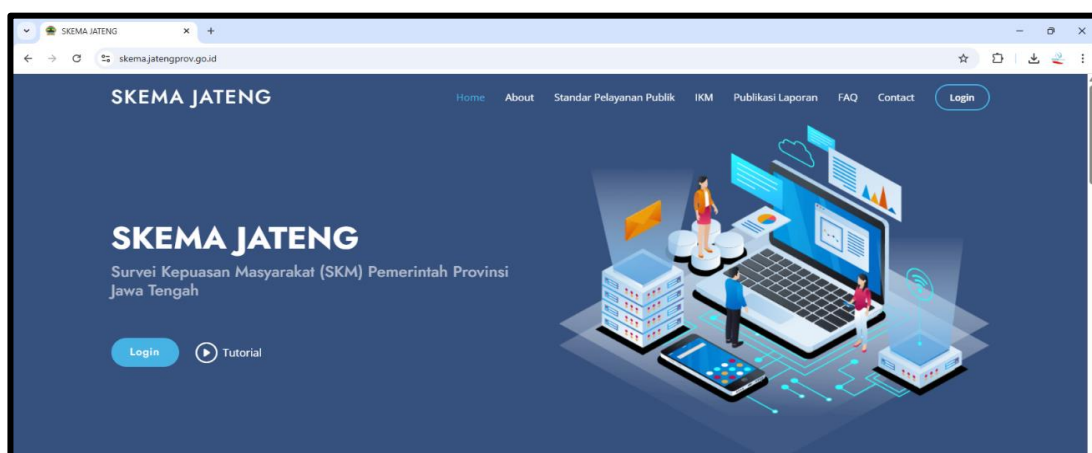 SKEMA JATENG
skema.jatengprov.go.id
SKEMA JATENG
Home About Standar Pelayanan Publik IKM Publikasi Laporan FAQ Contact Login
SKEMA JATENG
Survei Kepuasan Masyarakat (SKM) Pemerintah Provinsi
Jawa Tengah
Login Tutorial